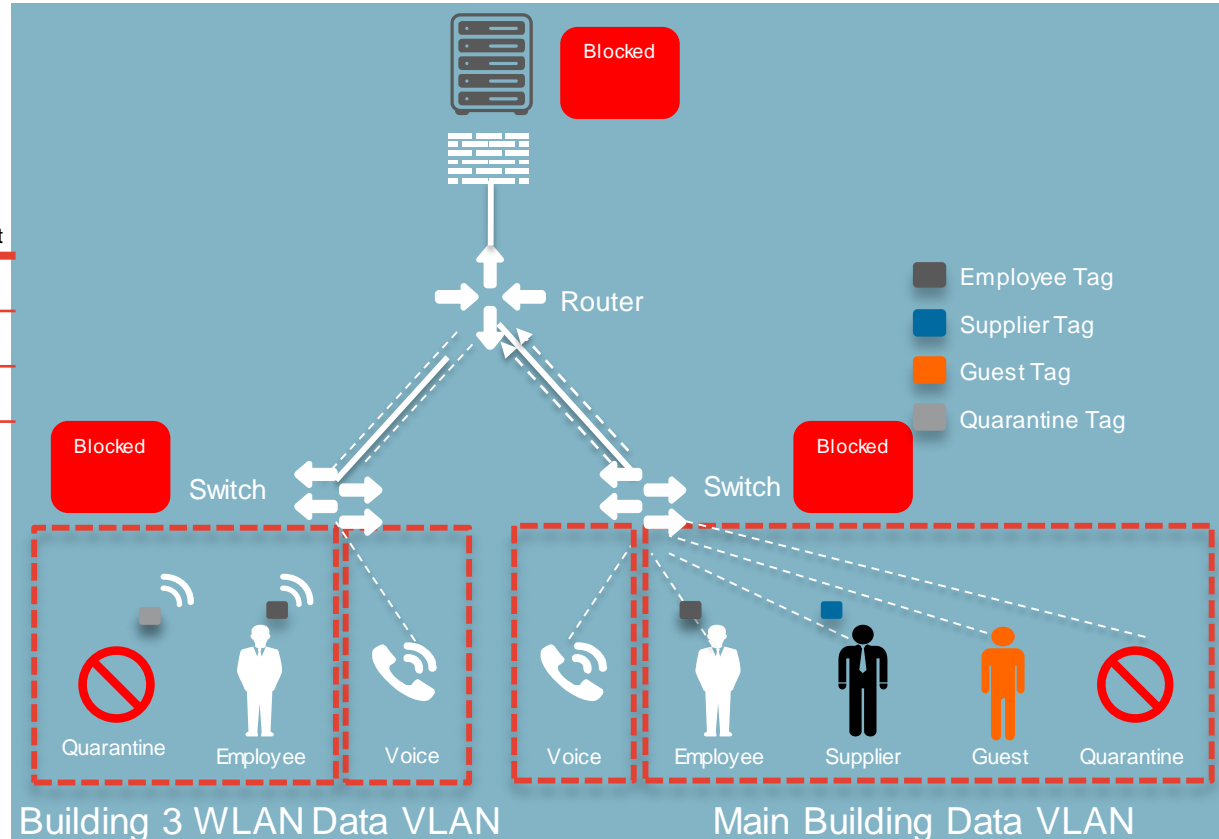 Blocked
t
Router
Employee Tag
Supplier Tag
Guest Tag
Quarantine Tag
Blocked
Switch
Blocked
Switch
Quarantine
Employee
Voice
Voice
Employee
Supplier
Guest
Quarantine
Building 3 WLAN Data VLAN
Main Building Data VLAN